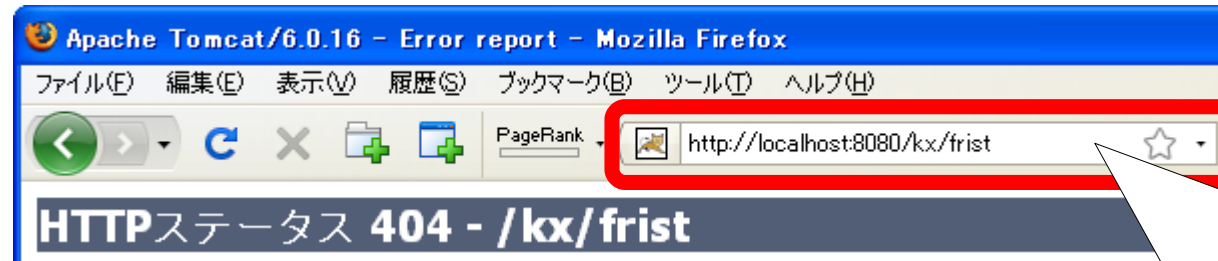 Apache Tomcat/6.0.16 - Error report - Mozilla Firefox
ファイル(F) 編集(E) 表示(V) 履歴(S) ブックマーク(B) ツール(T) ヘルプ(H)
PageRank http://localhost:8080/kx/frist
HTTPステータス 404 - /kx/frist